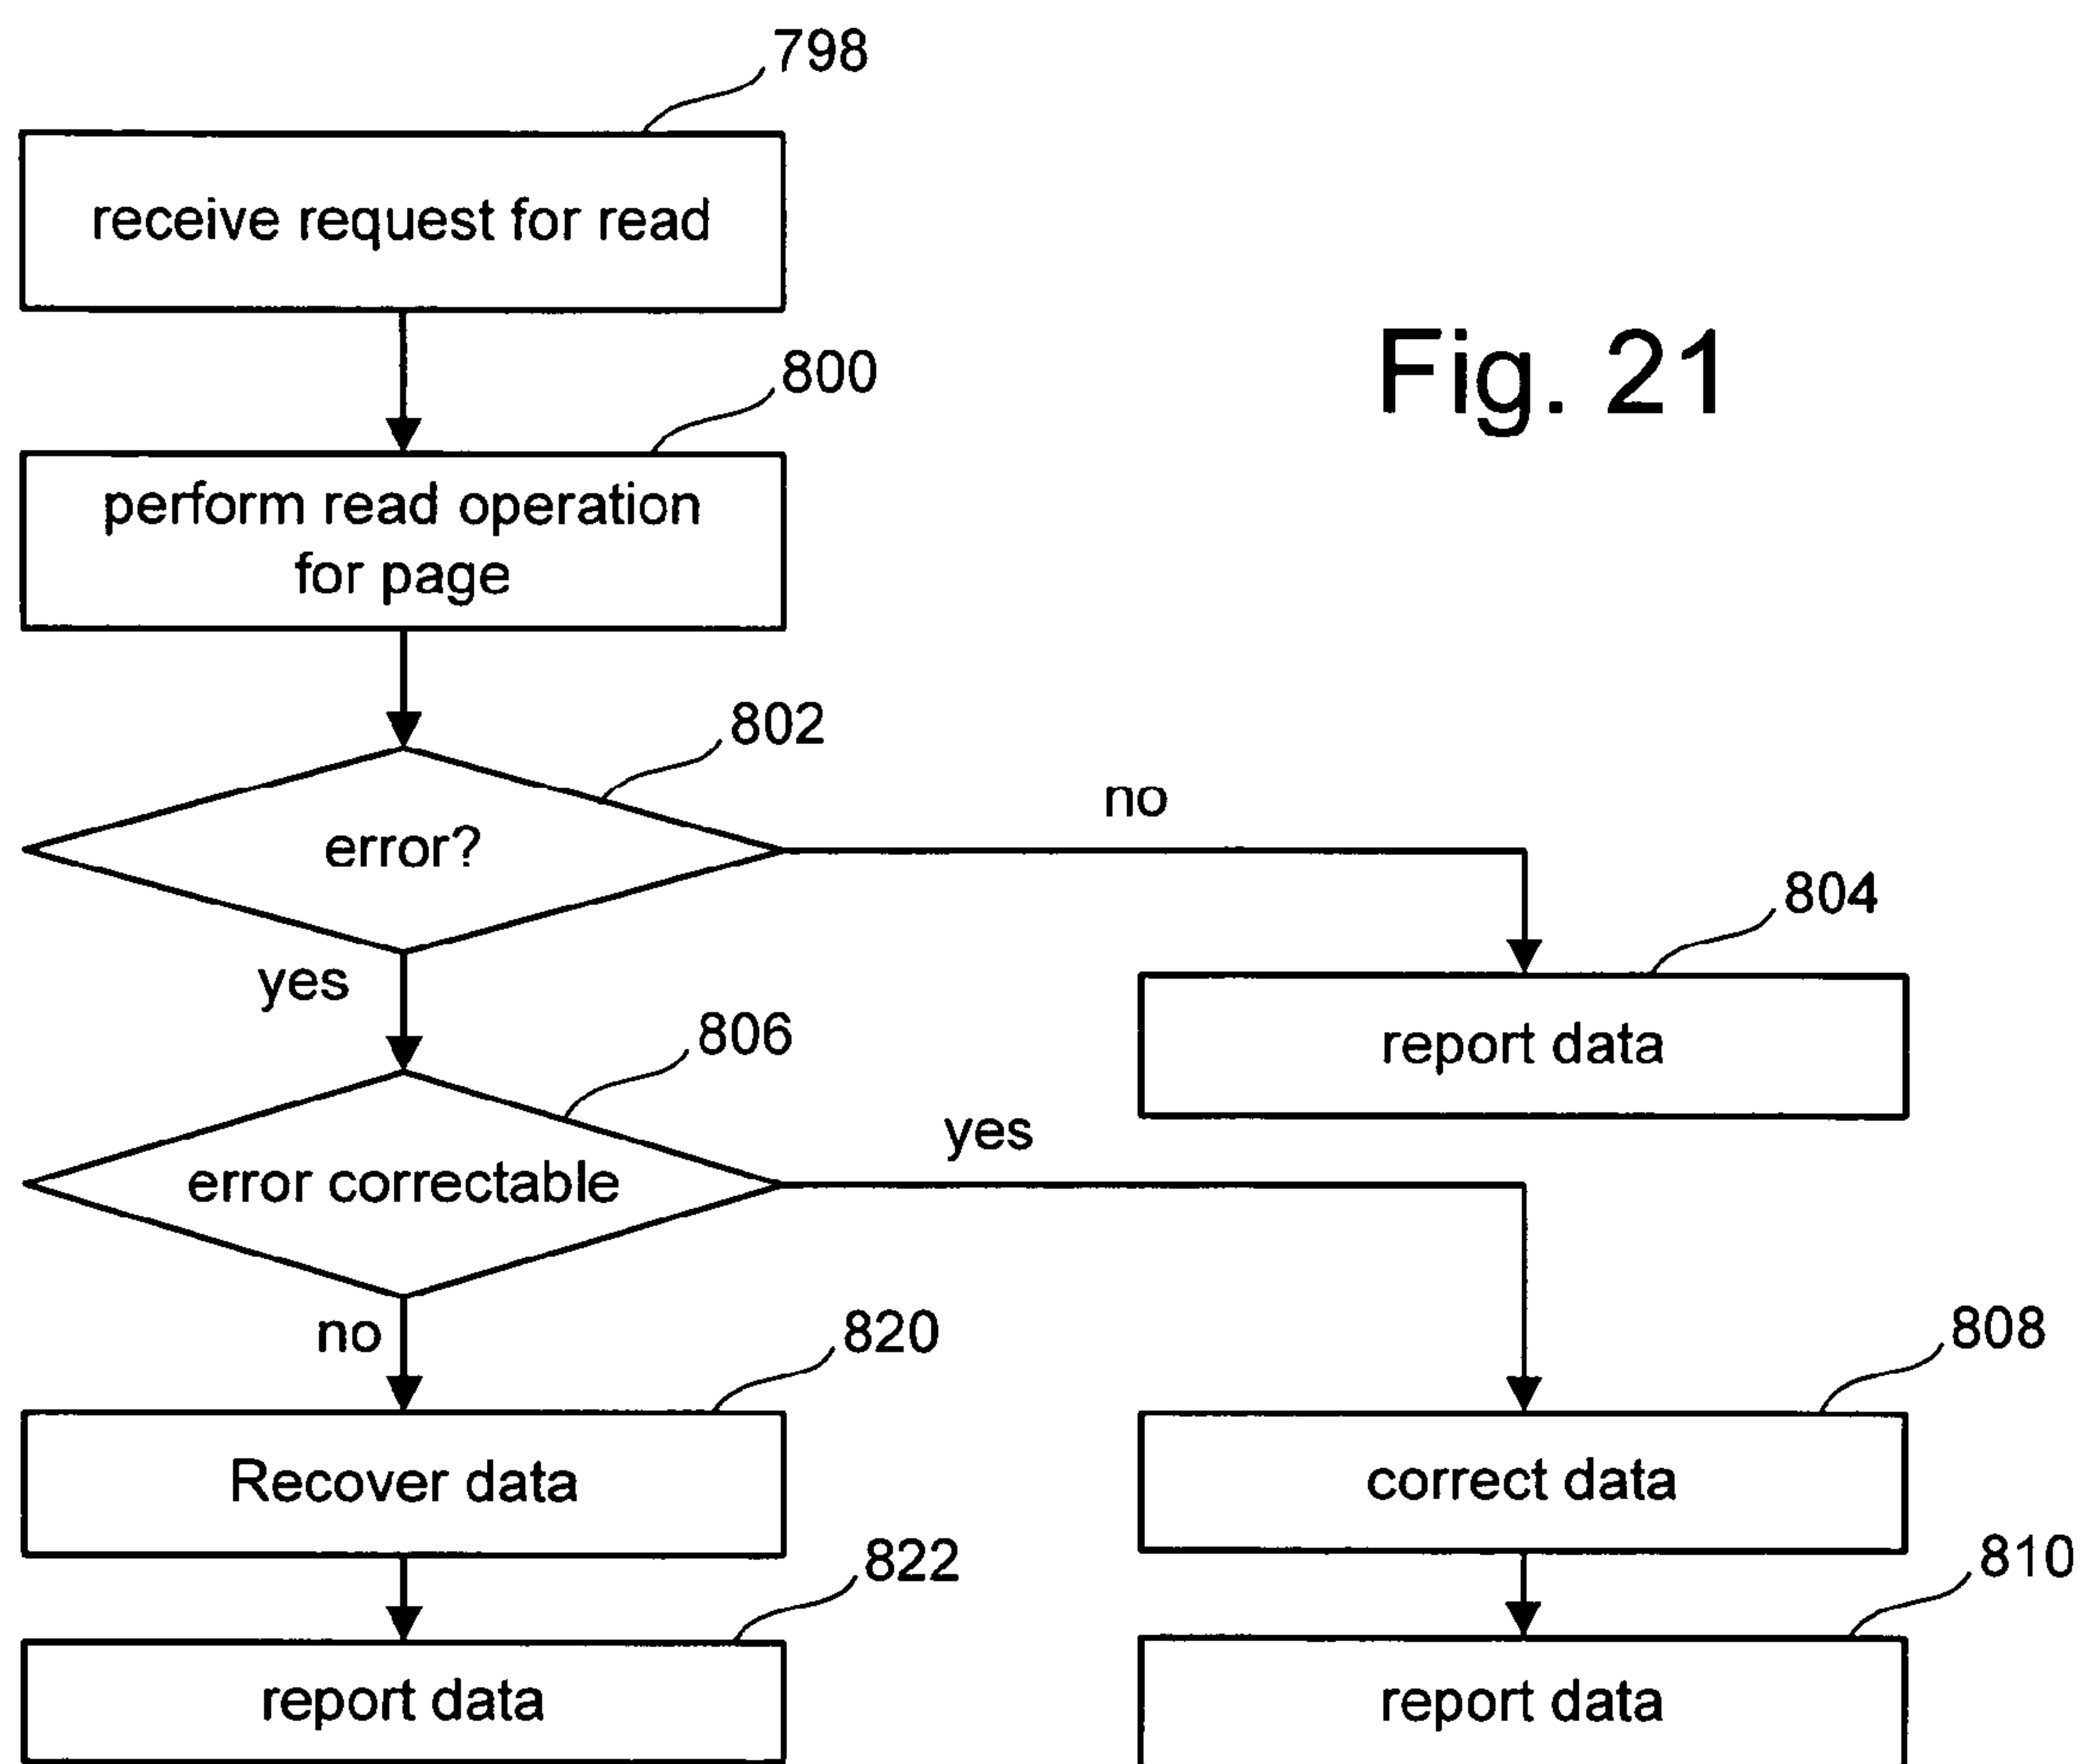 798
receive request for read
Fig. 21
800
perform read operation
for page
802
error?
no
804
report data
yes
806
error correctable
yes
no
820
Recover data
808
correct data
822
report data
810
report data